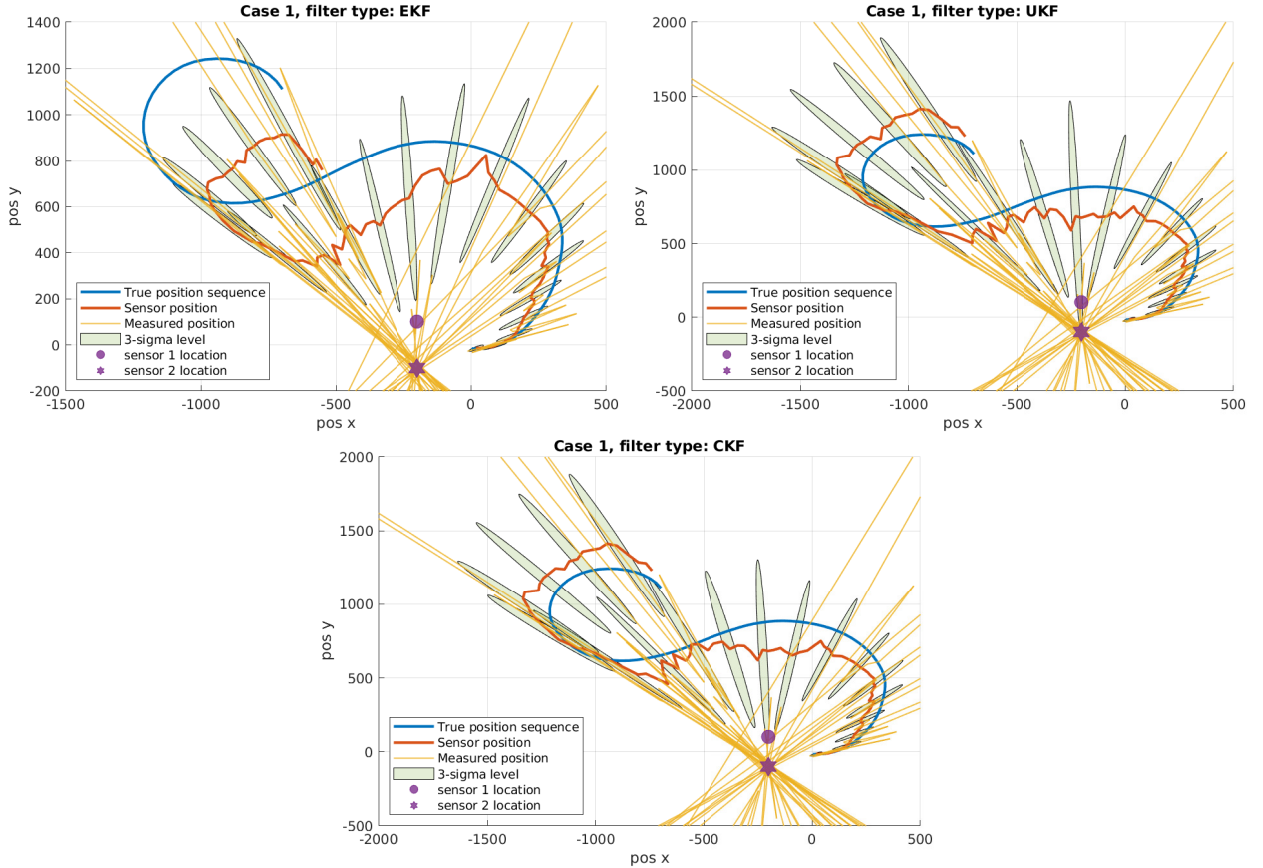 Case 1, filter type: EKF
1400
1200
1000
800
600
400
200
0
-200
pos y
-1500
-1000
-500
0
500
pos x
True position sequence
Sensor position
Measured position
3-sigma level
sensor 1 location
sensor 2 location
Case 1, filter type: UKF
2000
1500
1000
500
0
-500
pos y
-2000
-1500
-1000
-500
0
500
pos x
True position sequence
Sensor position
Measured position
3-sigma level
sensor 1 location
sensor 2 location
Case 1, filter type: CKF
2000
1500
1000
500
0
-500
pos y
-2000
-1500
-1000
-500
0
500
pos x
True position sequence
Sensor position
Measured position
3-sigma level
sensor 1 location
sensor 2 location